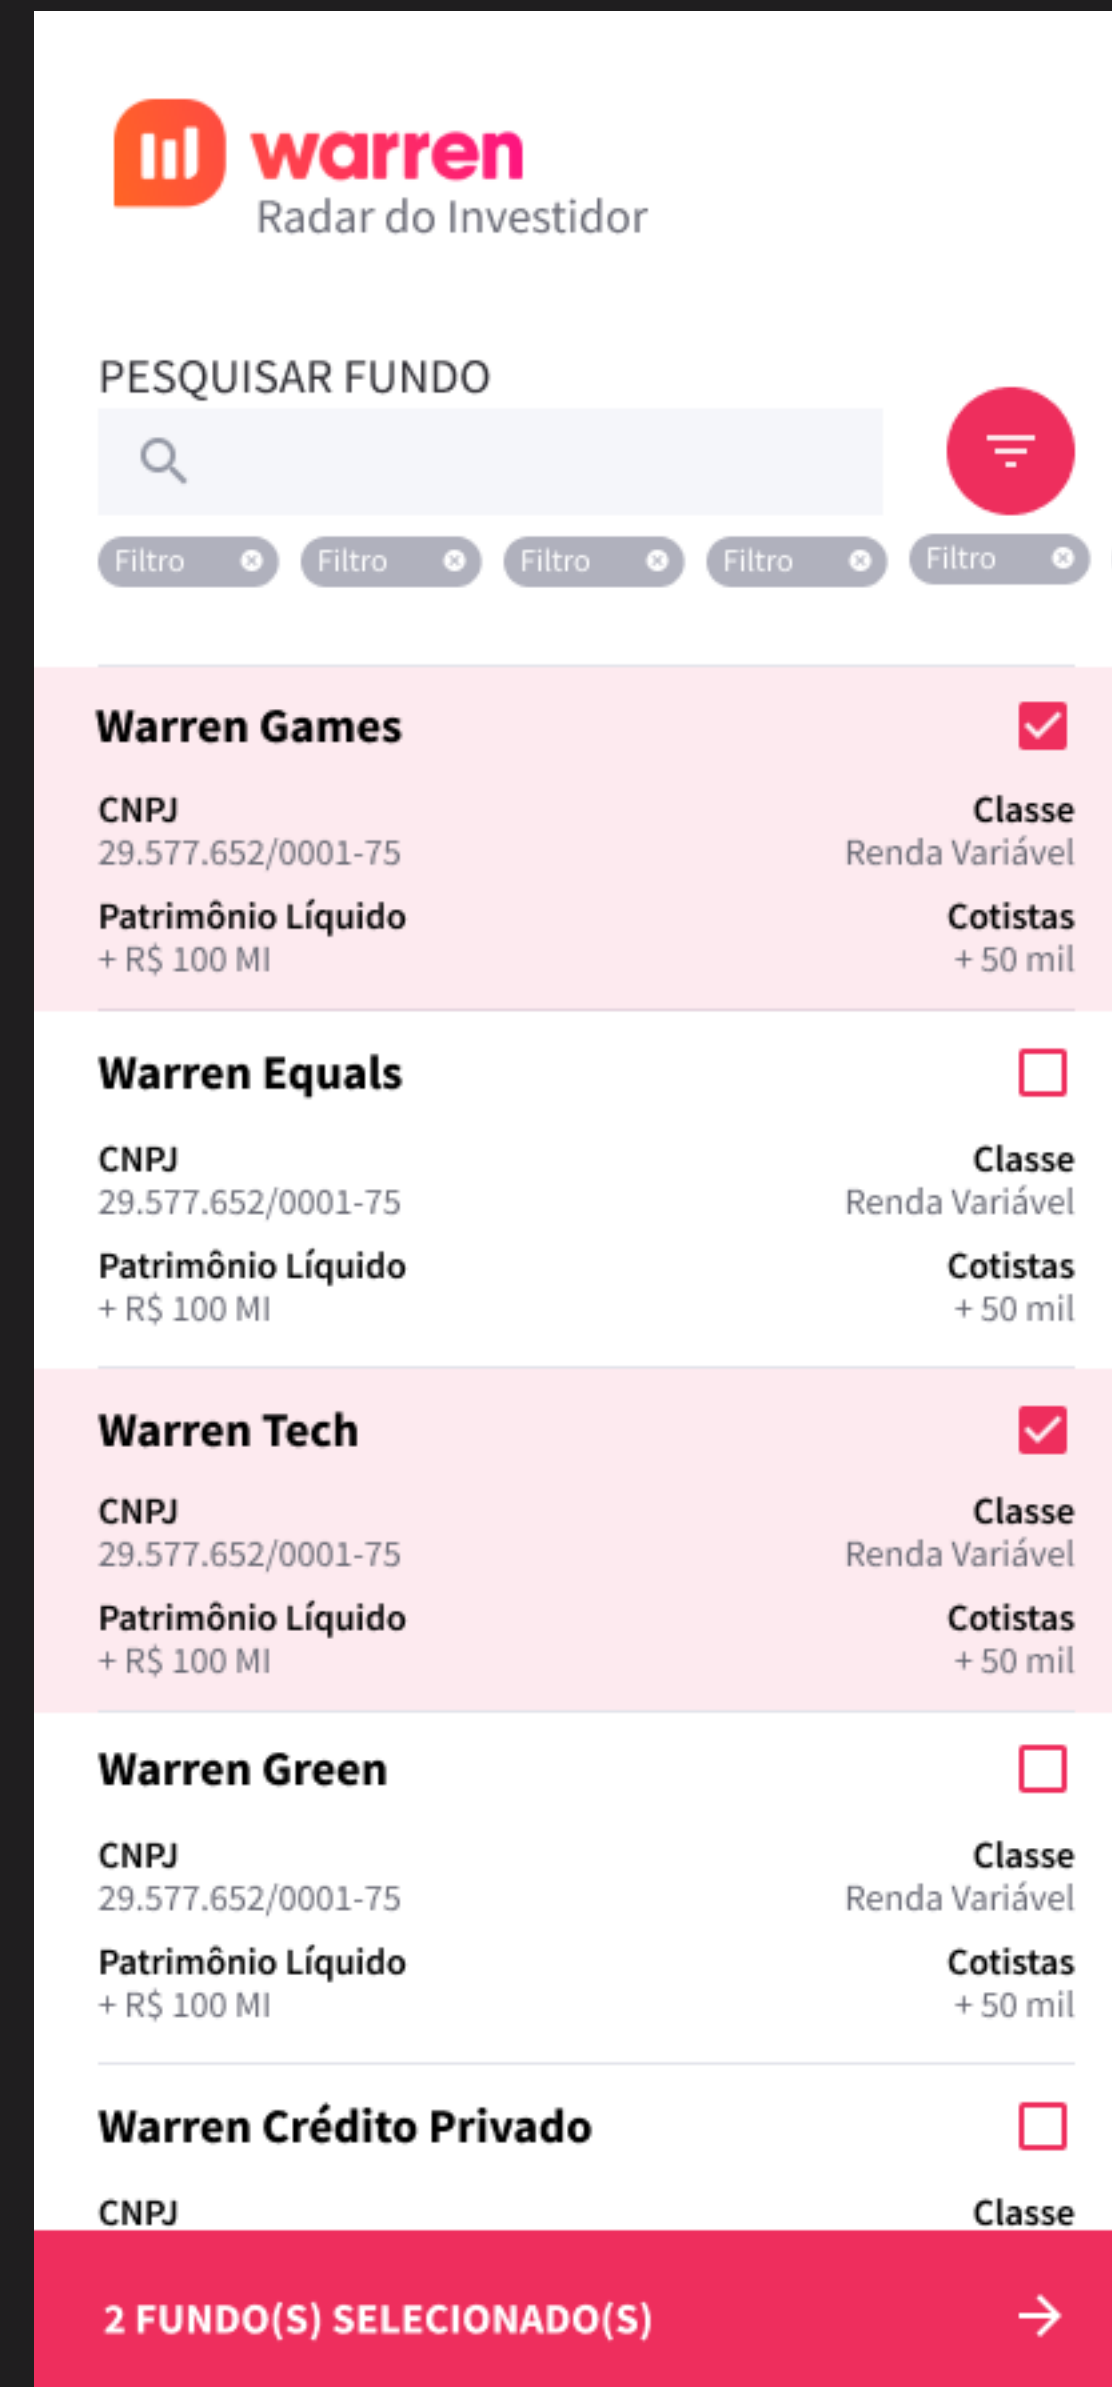 warren
Radar do Investidor
PESQUISAR FUNDO
Filtro Filtro Filtro Filtro Filtro
Warren Games
CNPJ Classe
29.577.652/0001-75 Renda Variável
Patrimônio Líquido Cotistas
+ R$ 100 MI + 50 mil
Warren Equals
CNPJ Classe
29.577.652/0001-75 Renda Variável
Patrimônio Líquido Cotistas
+ R$ 100 MI + 50 mil
Warren Tech
CNPJ Classe
29.577.652/0001-75 Renda Variável
Patrimônio Líquido Cotistas
+ R$ 100 MI + 50 mil
Warren Green
CNPJ Classe
29.577.652/0001-75 Renda Variável
Patrimônio Líquido Cotistas
+ R$ 100 MI + 50 mil
Warren Crédito Privado
CNPJ Classe
2 FUNDO(S) SELECIONADO(S)